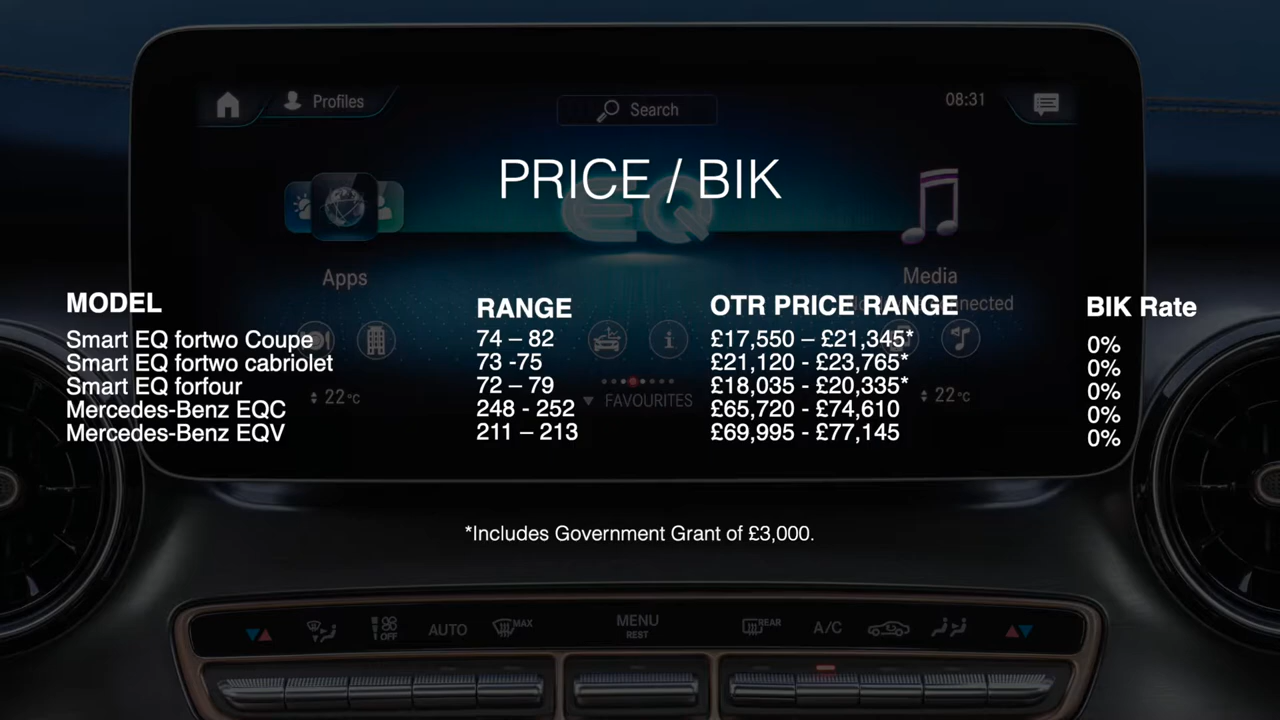 Profiles
Search
08:31
PRICE / BIK
EQ
Apps
Media
MODEL RANGE OTR PRICE RANGE BIK Rate
Smart EQ fortwo Coupe 74 – 82 £17,550 – £21,345* 0%
Smart EQ fortwo cabriolet 73 -75 £21,120 - £23,765* 0%
Smart EQ forfour 72 – 79 £18,035 - £20,335* 0%
Mercedes-Benz EQC 248 - 252 £65,720 - £74,610 0%
Mercedes-Benz EQV 211 – 213 £69,995 - £77,145 0%
22°C
FAVOURITES
22°C
*Includes Government Grant of £3,000.
OFF
AUTO
MAX
MENU
REST
REAR
A/C